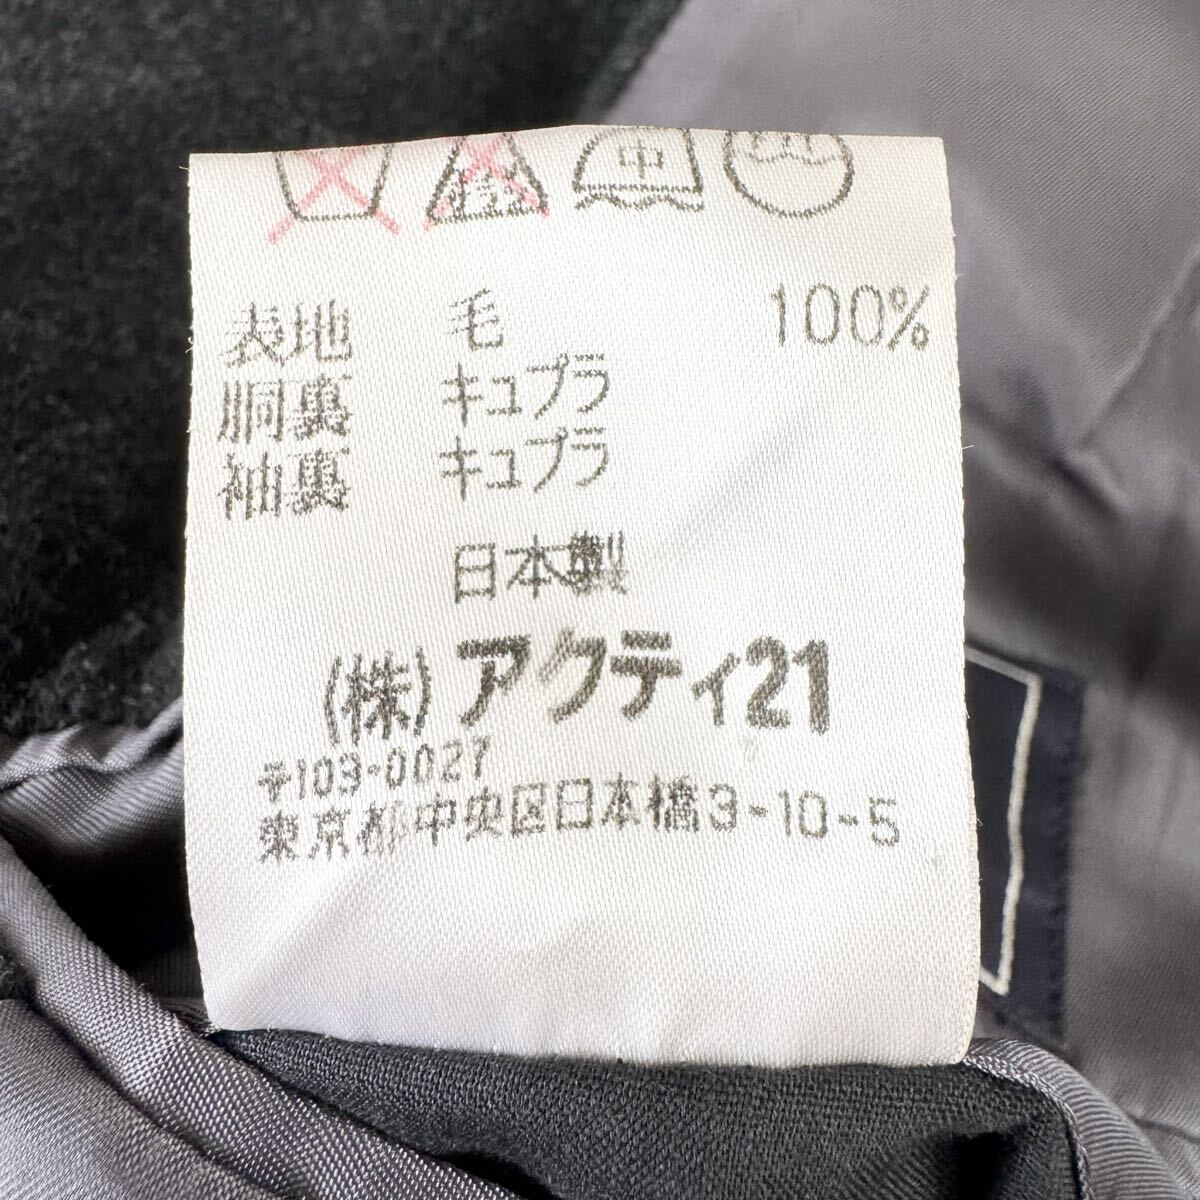 中
表地 毛 100%
胴裏 キュプラ
袖裏 キュプラ
日本製
(株)アクティ21
〒103-0027
東京都中央区日本橋3-10-5